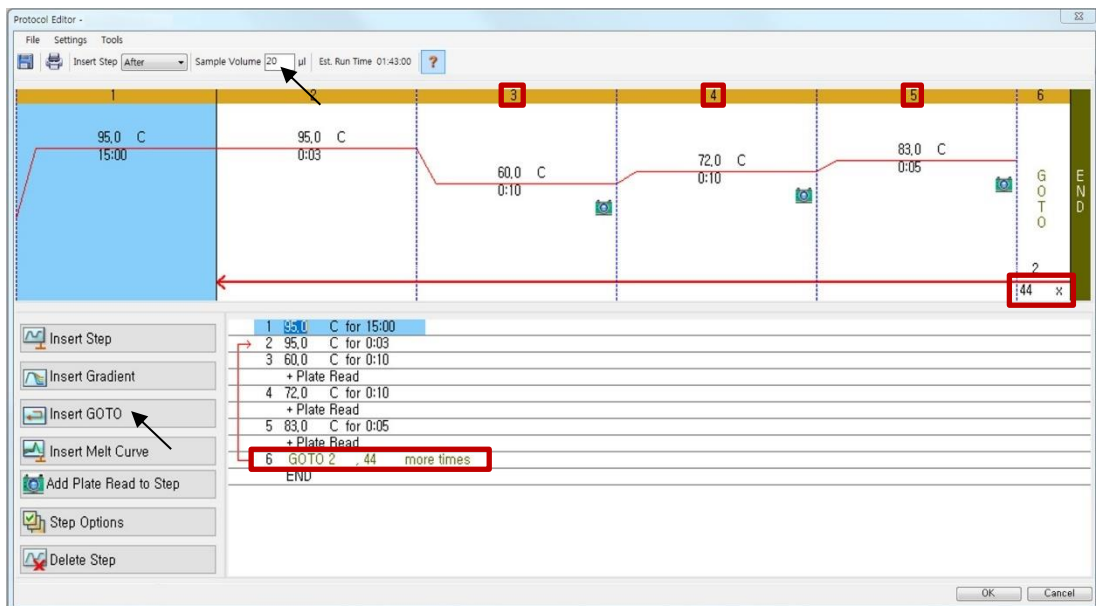 Protocol Editor -
File Settings Tools
Insert Step After Sample Volume 20 µl Est. Run Time 01:43:00 ?
1 2 3 4 5 6
95,0 C
15:00
95,0 C
0:03
60,0 C
0:10
72,0 C
0:10
83,0 C
0:05
GOTO
2
44 x
END
Insert Step
Insert Gradient
Insert GOTO
Insert Melt Curve
Add Plate Read to Step
Step Options
Delete Step
1 95,0 C for 15:00
2 95,0 C for 0:03
3 60,0 C for 0:10
+ Plate Read
4 72,0 C for 0:10
+ Plate Read
5 83,0 C for 0:05
+ Plate Read
6 GOTO 2 , 44 more times
END
OK Cancel